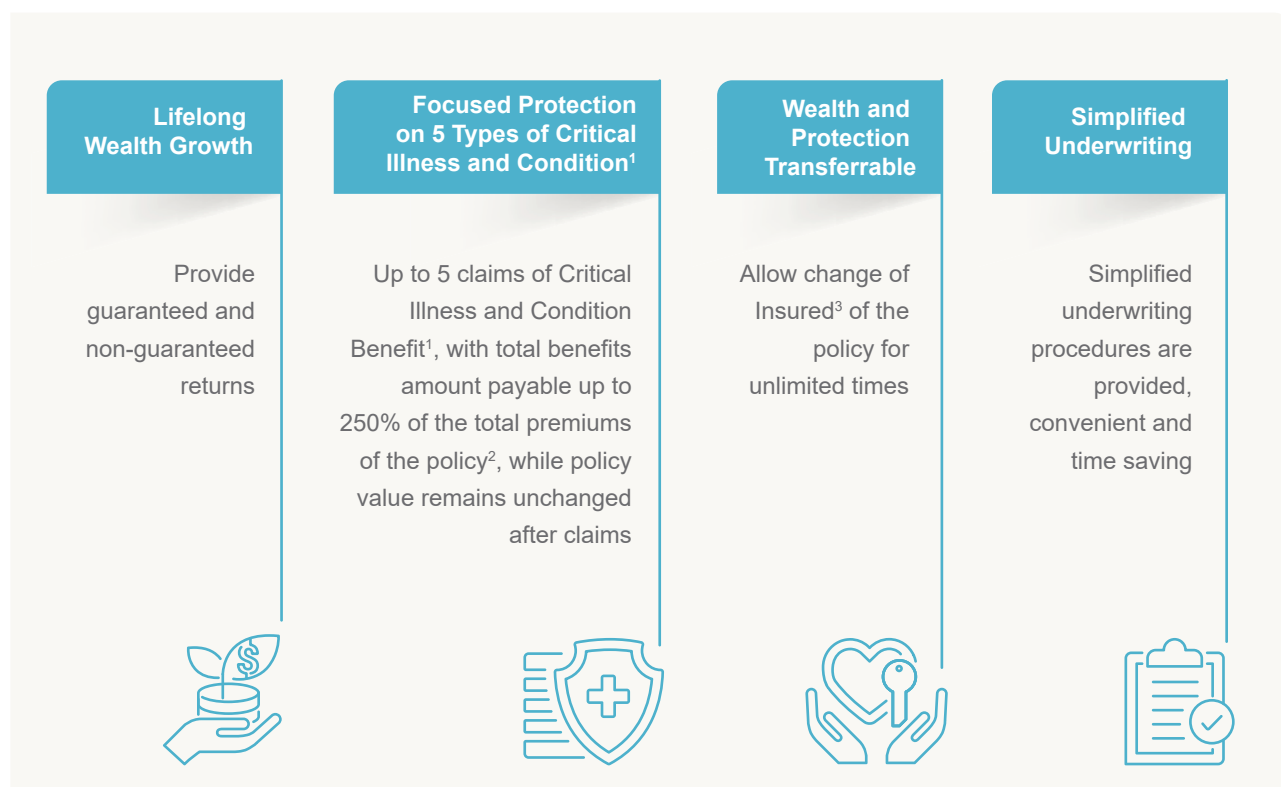 Lifelong
Wealth Growth
Provide
guaranteed and
non-guaranteed
returns
Focused Protection
on 5 Types of Critical
Illness and Condition¹
Up to 5 claims of Critical
Illness and Condition
Benefit¹, with total benefits
amount payable up to
250% of the total premiums
of the policy², while policy
value remains unchanged
after claims
Wealth and
Protection
Transferrable
Allow change of
Insured³ of the
policy for
unlimited times
Simplified
Underwriting
Simplified
underwriting
procedures are
provided,
convenient and
time saving
$